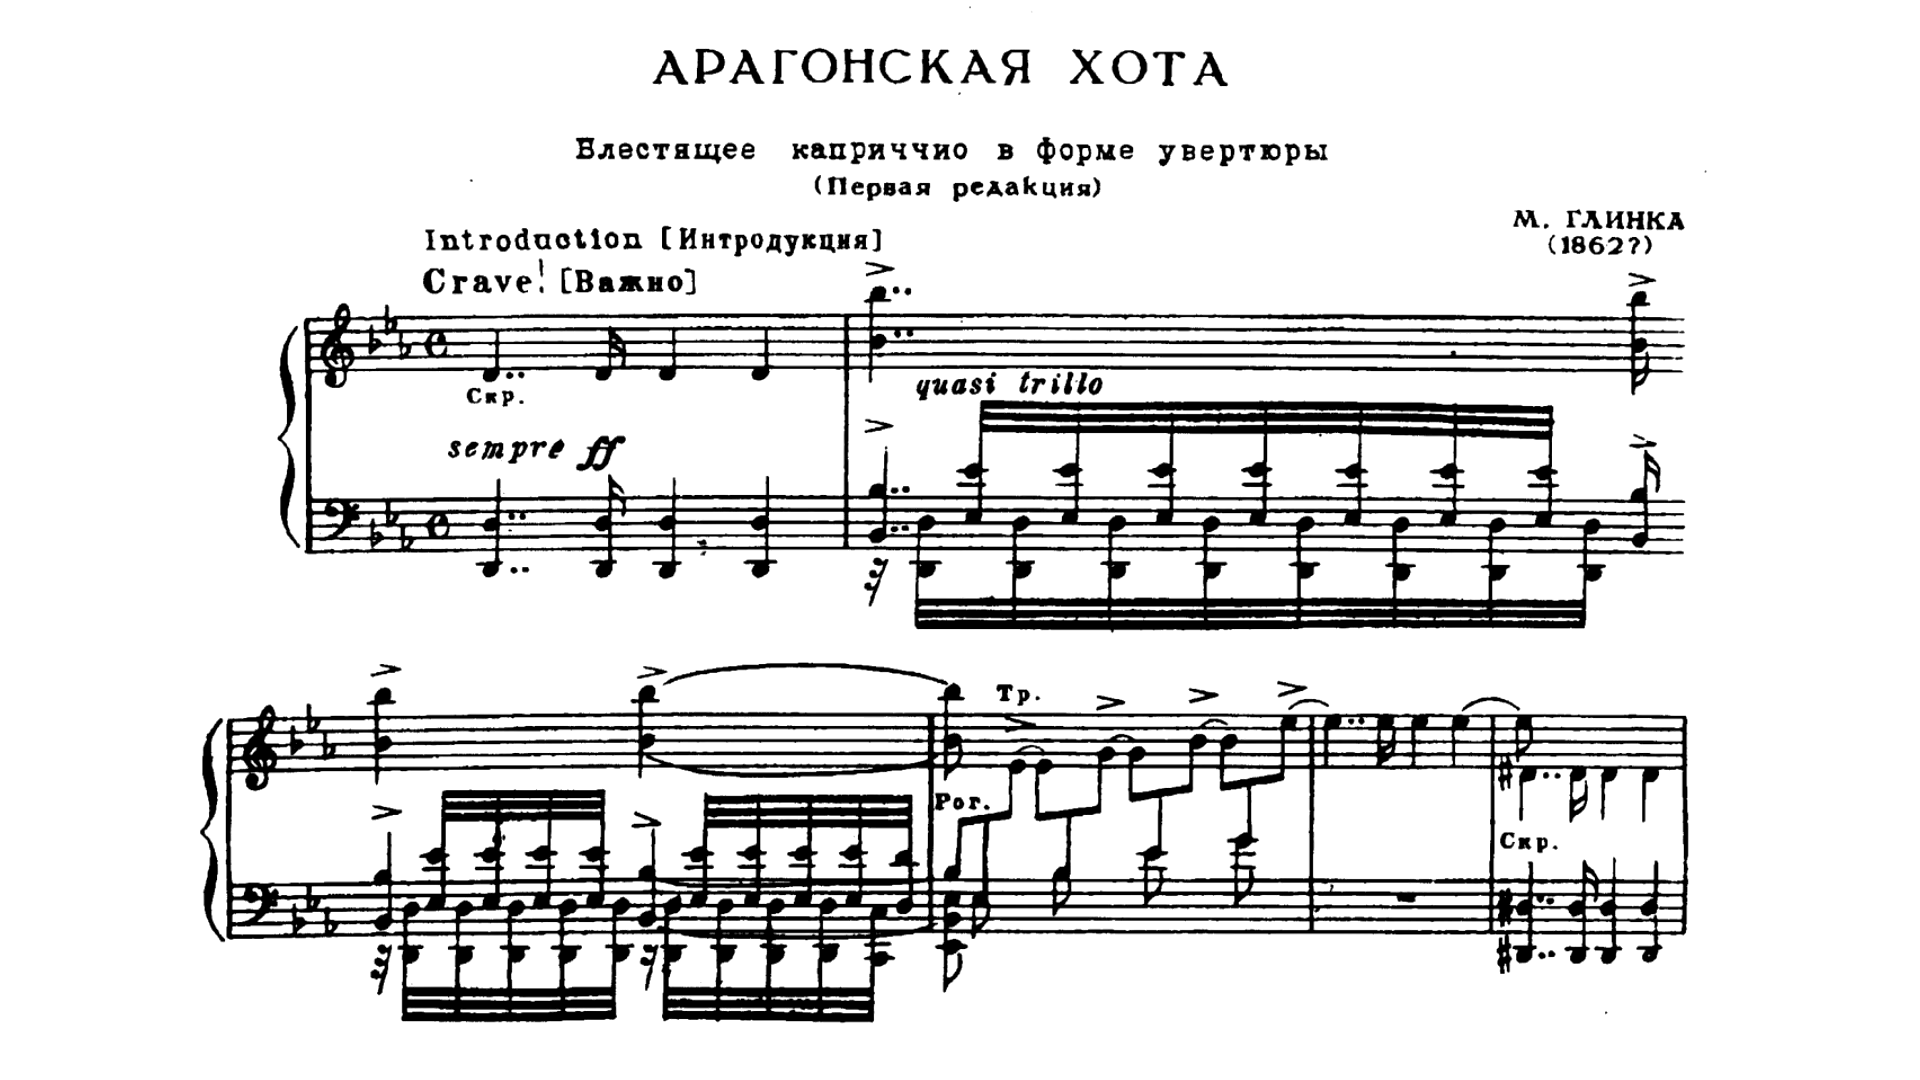 АРАГОНСКАЯ ХОТА
Блестящее каприччио в форме увертюры
(Первая редакция)
М. ГЛИНКА
(1862?)
Introduction [Интродукция]
Grave! [Важно]
Скр.
quasi trillo
sempre ff
Тр.
Рог.
Скр.